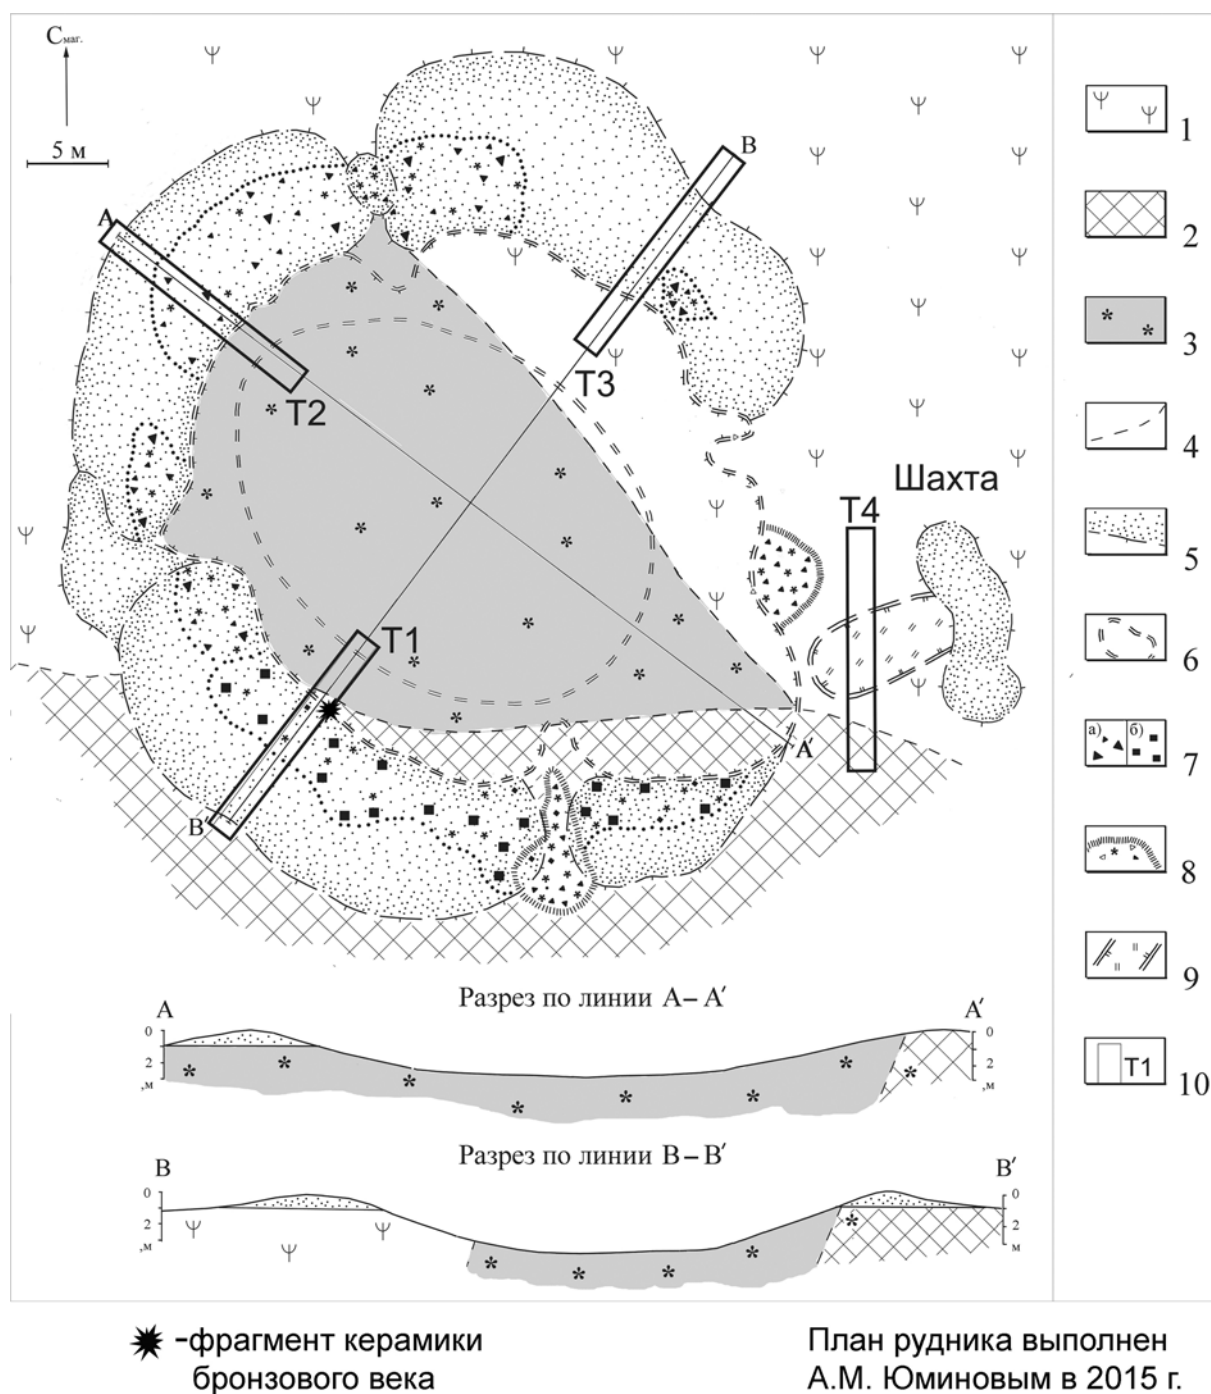 Смаг.
5 м
A
B
T2
T3
T1
Шахта
T4
A′
B′
1
2
3
4
5
6
а) б)
7
8
9
T1
10
Разрез по линии А–А′
A
A′
0
2
,м
0
2
,м
Разрез по линии В–В′
B
B′
0
2
,м
0
2
м
-фрагмент керамики
бронзового века
План рудника выполнен
А.М. Юминовым в 2015 г.